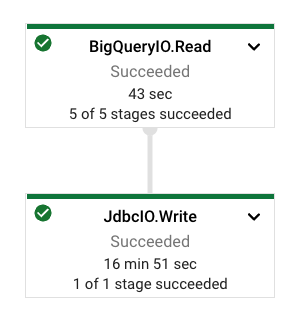 BigQueryIO.Read
Succeeded
43 sec
5 of 5 stages succeeded
JdbcIO.Write
Succeeded
16 min 51 sec
1 of 1 stage succeeded